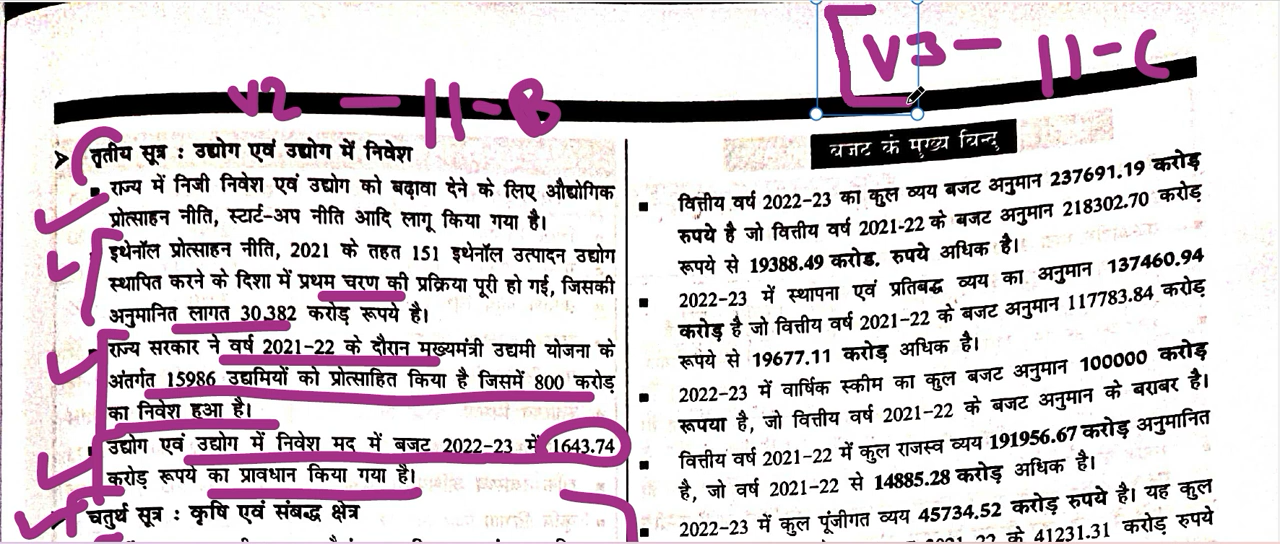 V2 - 11-B
[V3 - 11-C
तृतीय सूत्र : उद्योग एवं उद्योग में निवेश
राज्य में निजी निवेश एवं उद्योग को बढ़ावा देने के लिए औद्योगिक
प्रोत्साहन नीति, स्टार्ट-अप नीति आदि लागू किया गया है।
इथेनॉल प्रोत्साहन नीति, 2021 के तहत 151 इथेनॉल उत्पादन उद्योग
स्थापित करने के दिशा में प्रथम चरण की प्रक्रिया पूरी हो गई, जिसकी
अनुमानित लागत 30,382 करोड़ रूपये है।
राज्य सरकार ने वर्ष 2021-22 के दौरान मुख्यमंत्री उद्यमी योजना के
अंतर्गत 15986 उद्यमियों को प्रोत्साहित किया है जिसमें 800 करोड़
का निवेश हुआ है।
उद्योग एवं उद्योग में निवेश मद में बजट 2022-23 में 1643.74
करोड़ रूपये का प्रावधान किया गया है।
चतुर्थ सूत्र : कृषि एवं संबद्ध क्षेत्र
बजट के मुख्य बिन्दु
वित्तीय वर्ष 2022-23 का कुल व्यय बजट अनुमान 237691.19 करोड़
रुपये है जो वित्तीय वर्ष 2021-22 के बजट अनुमान 218302.70 करोड़
रूपये से 19388.49 करोड. रुपये अधिक है।
2022-23 में स्थापना एवं प्रतिबद्ध व्यय का अनुमान 137460.94
करोड़ है जो वित्तीय वर्ष 2021-22 के बजट अनुमान 117783.84 करोड़
रूपये से 19677.11 करोड़ अधिक है।
2022-23 में वार्षिक स्कीम का कुल बजट अनुमान 100000 करोड़
रूपया है, जो वित्तीय वर्ष 2021-22 के बजट अनुमान के बराबर है।
वित्तीय वर्ष 2021-22 में कुल राजस्व व्यय 191956.67 करोड़ अनुमानित
है, जो वर्ष 2021-22 से 14885.28 करोड़ अधिक है।
2022-23 में कुल पूंजीगत व्यय 45734.52 करोड़ रुपये है। यह कुल
2021-22 के 41231.31 करोड़ रुपये